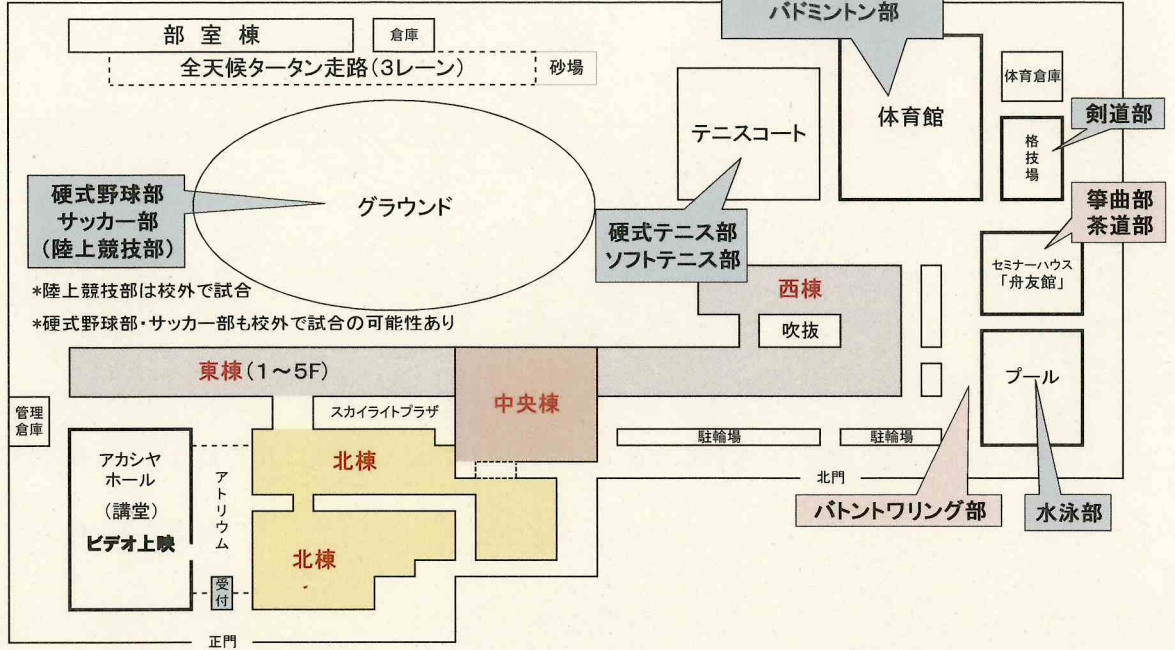 バドミントン部
部室棟
倉庫
全天候タータン走路(3レーン)
砂場
体育倉庫
体育館
テニスコート
剣道部
格技場
硬式野球部
サッカー部
(陸上競技部)
グラウンド
箏曲部
茶道部
硬式テニス部
ソフトテニス部
セミナーハウス
「舟友館」
*陸上競技部は校外で試合
*硬式野球部・サッカー部も校外で試合の可能性あり
西棟
吹抜
東棟(1~5F)
中央棟
プール
管理
倉庫
スカイライトプラザ
駐輪場
駐輪場
アカシヤ
ホール
(講堂)
ビデオ上映
アトリウム
北棟
北門
バトントワリング部
水泳部
北棟
受付
正門